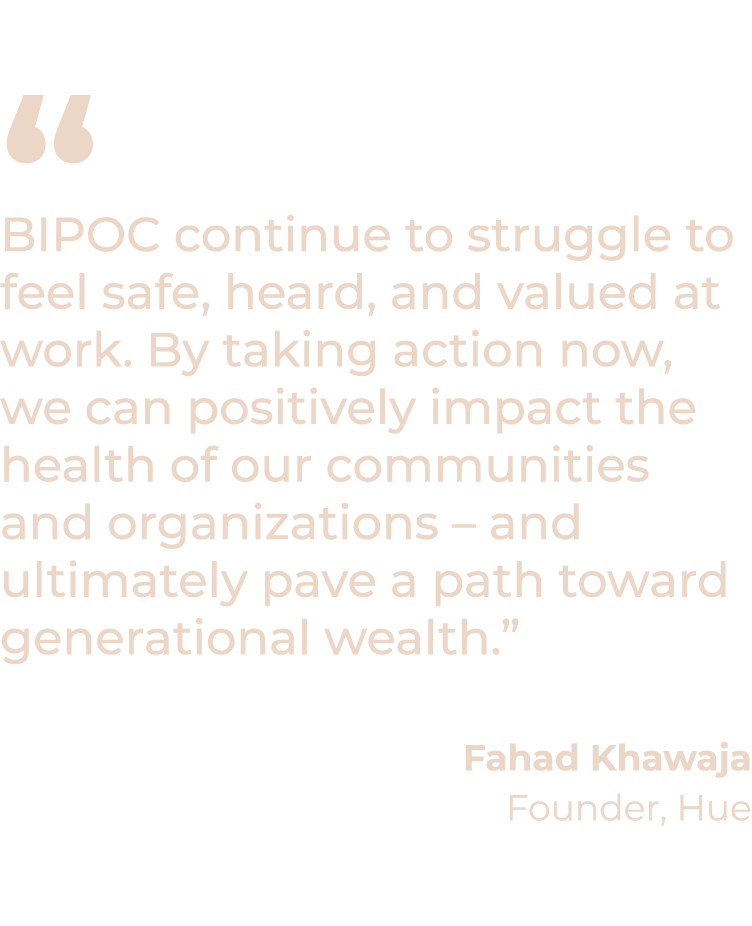 “
BIPOC continue to struggle to
feel safe, heard, and valued at
work. By taking action now,
we can positively impact the
health of our communities
and organizations – and
ultimately pave a path toward
generational wealth.”
Fahad Khawaja
Founder, Hue